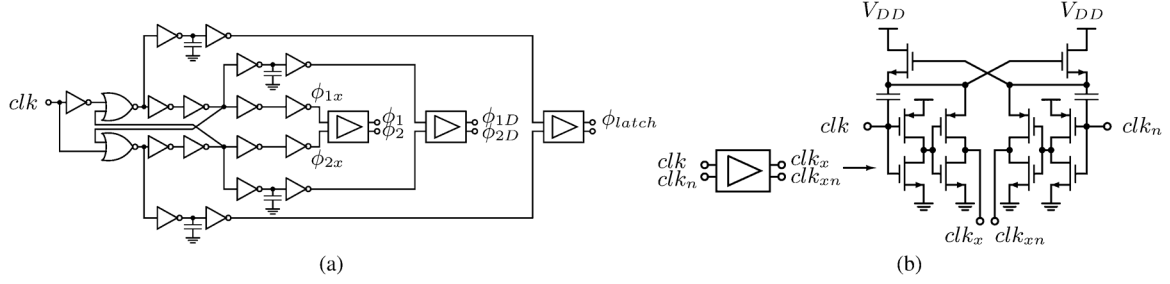 clk
ϕ1x
ϕ2x
ϕ1
ϕ2
ϕ1D
ϕ2D
ϕlatch
(a)
VDD VDD
clk clkn
clk clkx
clkn clkxn
clkx clkxn
(b)